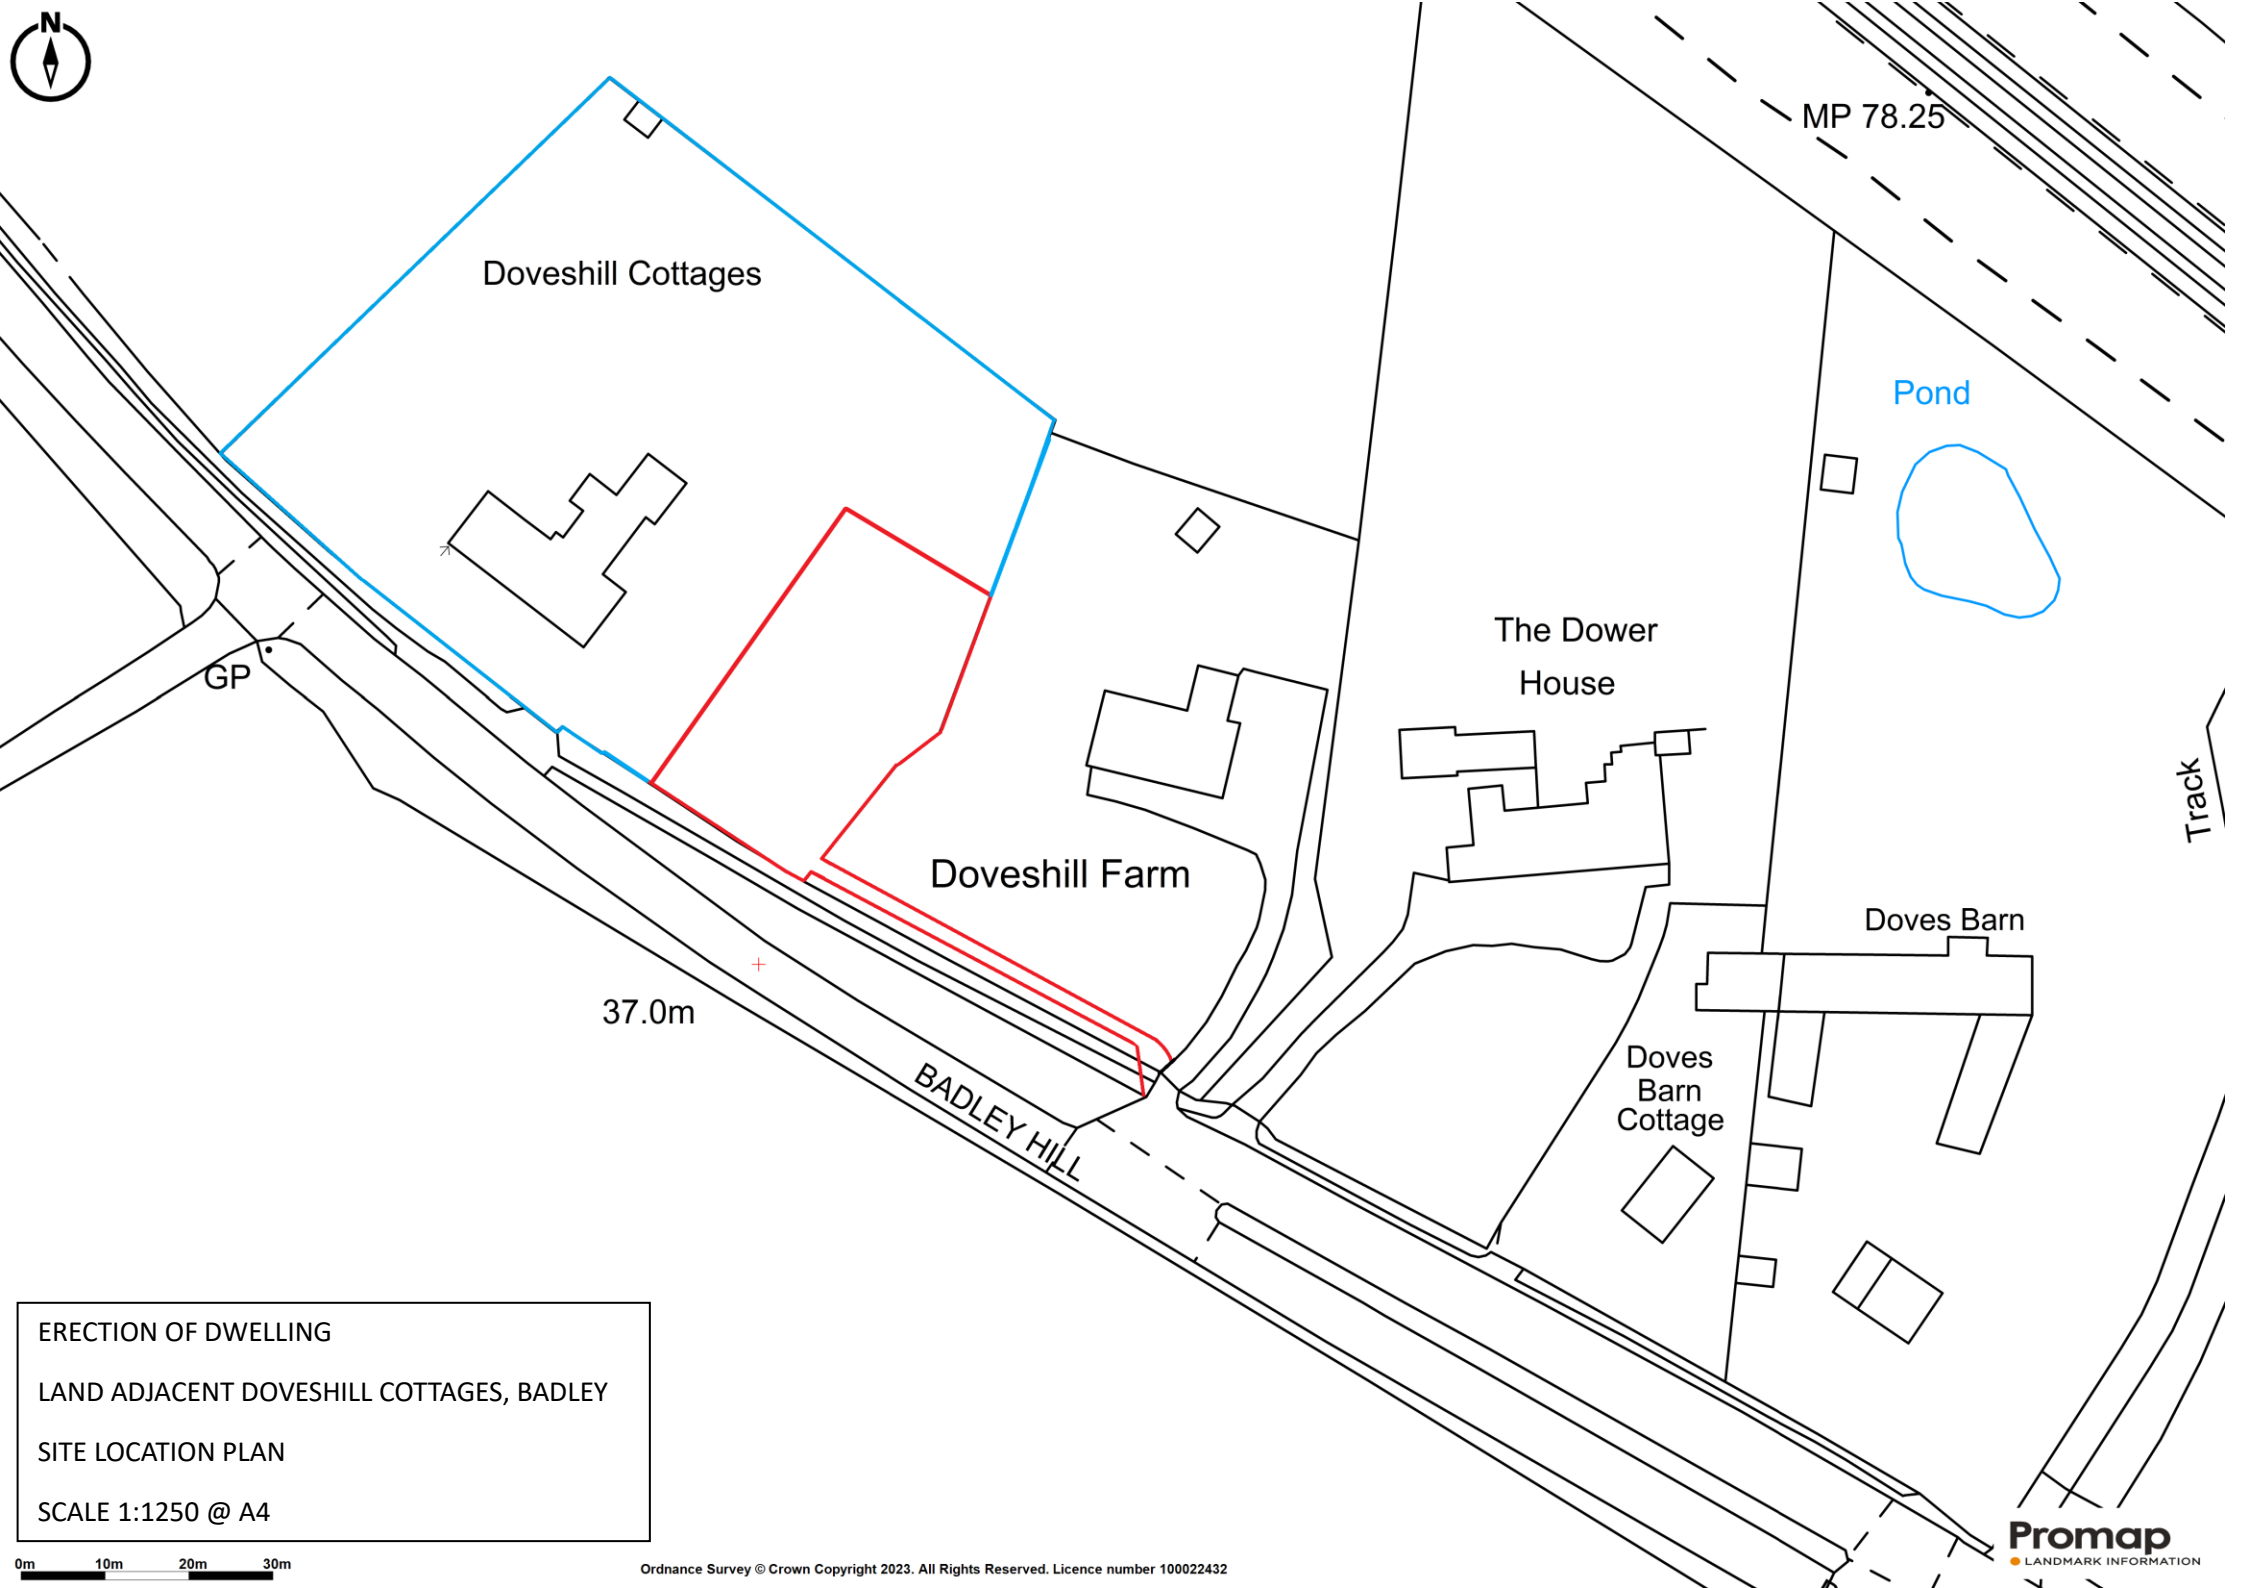 N
MP 78.25
Doveshill Cottages
Pond
The Dower
House
GP
Track
Doveshill Farm
Doves Barn
37.0m
BADLEY HILL
Doves
Barn
Cottage
ERECTION OF DWELLING
LAND ADJACENT DOVESHILL COTTAGES, BADLEY
SITE LOCATION PLAN
SCALE 1:1250 @ A4
0m 10m 20m 30m
Ordnance Survey © Crown Copyright 2023. All Rights Reserved. Licence number 100022432
Promap
LANDMARK INFORMATION